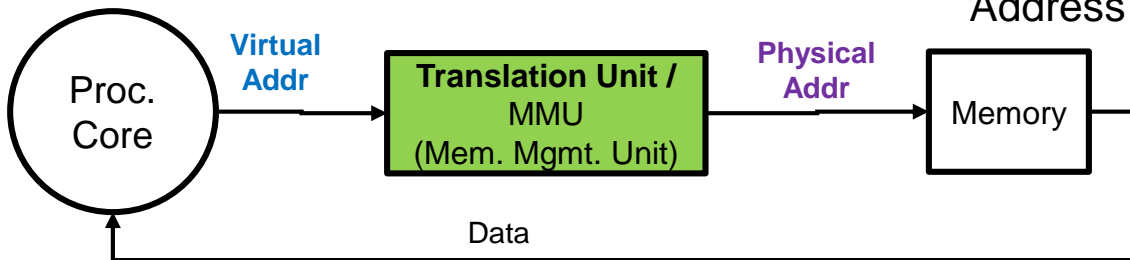 Address
Virtual
Addr
Translation Unit /
MMU
(Mem. Mgmt. Unit)
Physical
Addr
Proc.
Core
Memory
Data